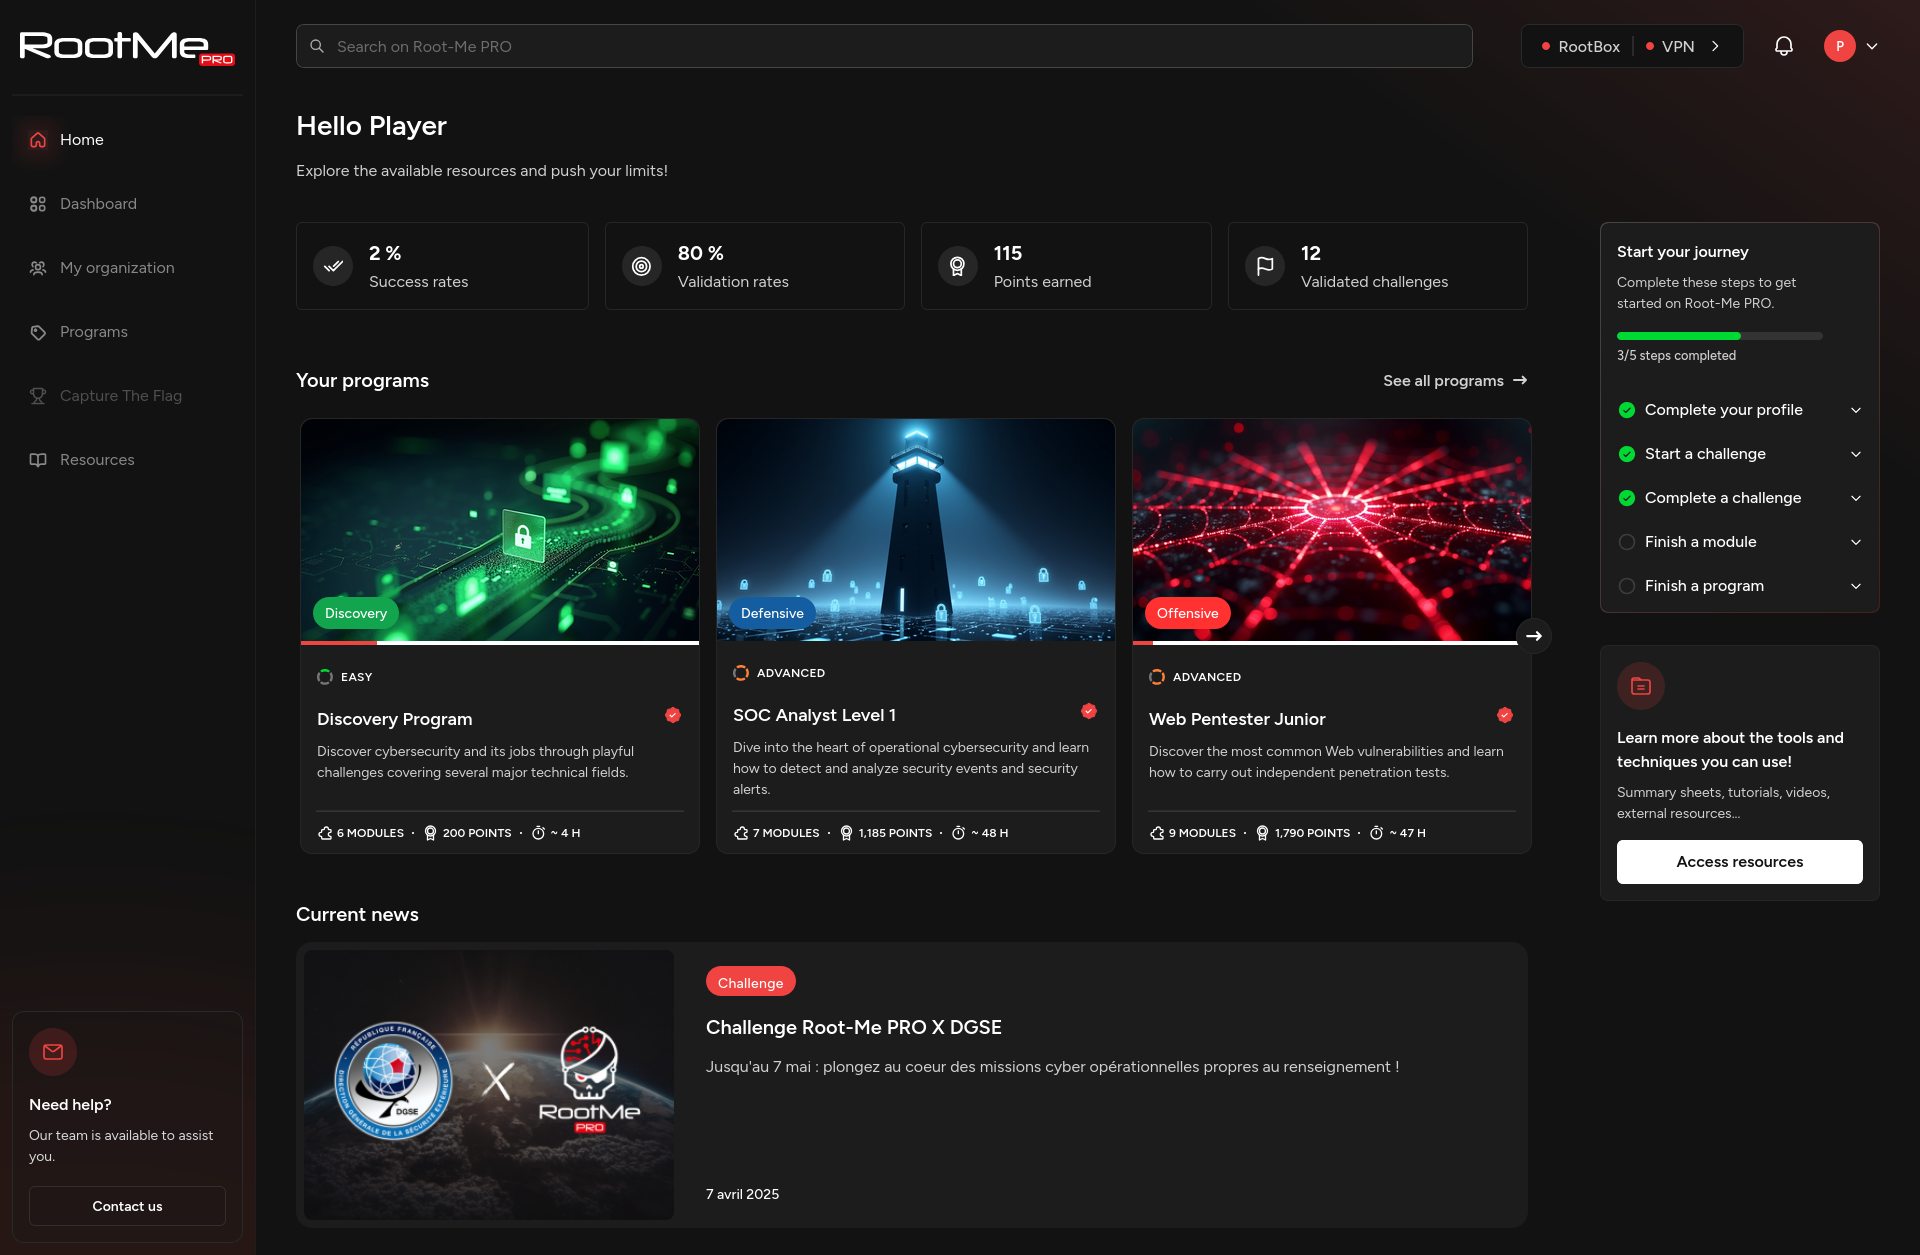 RootMe
PRO
Search on Root-Me PRO
RootBox
VPN
P
Home
Dashboard
My organization
Programs
Capture The Flag
Resources
Need help?
Our team is available to assist
you.
Contact us
Hello Player
Explore the available resources and push your limits!
2 %
Success rates
80 %
Validation rates
115
Points earned
12
Validated challenges
Your programs
See all programs
Discovery
EASY
Discovery Program
Discover cybersecurity and its jobs through playful
challenges covering several major technical fields.
6 MODULES · 200 POINTS · ~ 4 H
Defensive
ADVANCED
SOC Analyst Level 1
Dive into the heart of operational cybersecurity and learn
how to detect and analyze security events and security
alerts.
7 MODULES · 1,185 POINTS · ~ 48 H
Offensive
ADVANCED
Web Pentester Junior
Discover the most common Web vulnerabilities and learn
how to carry out independent penetration tests.
9 MODULES · 1,790 POINTS · ~ 47 H
Current news
RÉPUBLIQUE FRANÇAISE
DIRECTION GÉNÉRALE DE LA SÉCURITÉ EXTÉRIEURE
DGSE
X
RootMe
PRO
Challenge
Challenge Root-Me PRO X DGSE
Jusqu'au 7 mai : plongez au coeur des missions cyber opérationnelles propres au renseignement !
7 avril 2025
Start your journey
Complete these steps to get
started on Root-Me PRO.
3/5 steps completed
Complete your profile
Start a challenge
Complete a challenge
Finish a module
Finish a program
Learn more about the tools and
techniques you can use!
Summary sheets, tutorials, videos,
external resources...
Access resources